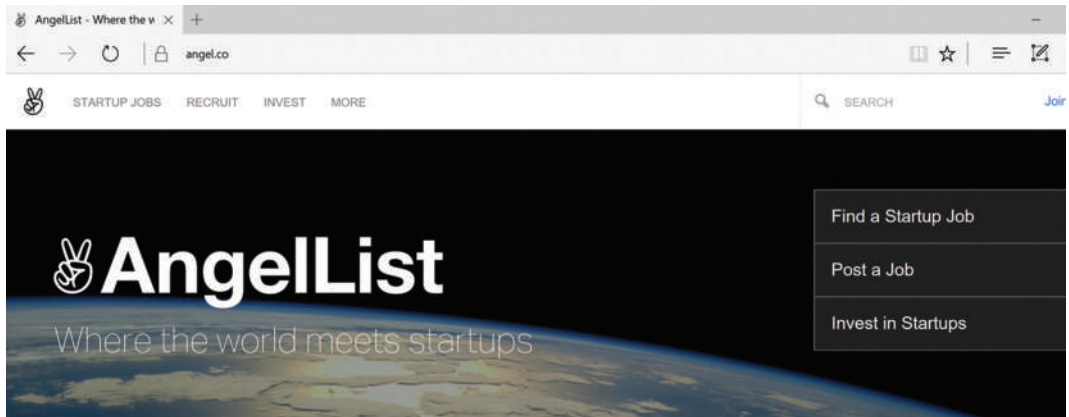 AngelList - Where the w
angel.co
STARTUP JOBS RECRUIT INVEST MORE
SEARCH
Join
AngelList
Where the world meets startups
Find a Startup Job
Post a Job
Invest in Startups